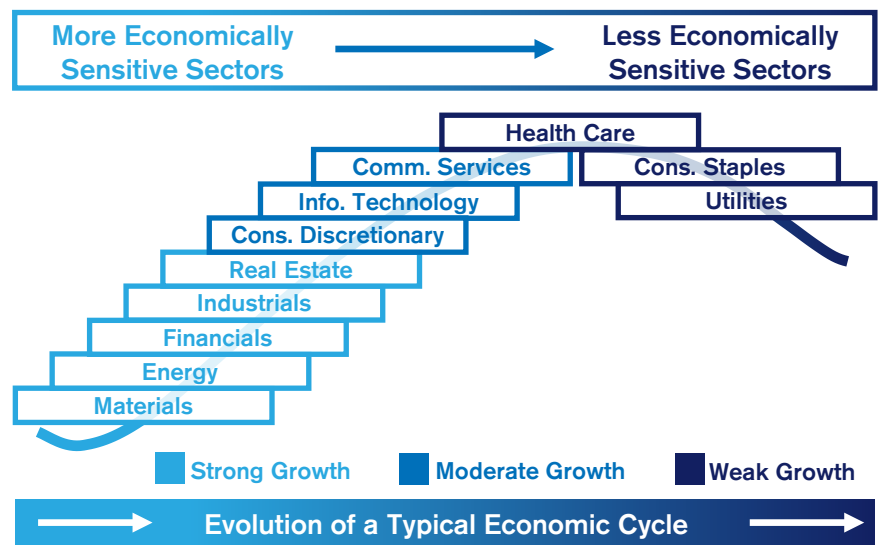 More Economically
Sensitive Sectors
Less Economically
Sensitive Sectors
Health Care
Comm. Services
Cons. Staples
Info. Technology
Utilities
Cons. Discretionary
Real Estate
Industrials
Financials
Energy
Materials
Strong Growth
Moderate Growth
Weak Growth
Evolution of a Typical Economic Cycle